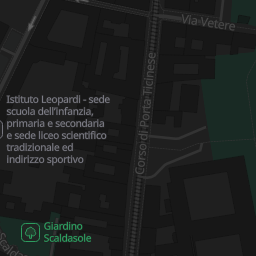 Via Vetere
Corso di Porta Ticinese
Istituto Leopardi - sede
scuola dell'infanzia,
primaria e secondaria
e sede liceo scientifico
tradizionale ed
indirizzo sportivo
Giardino
Scaldasole